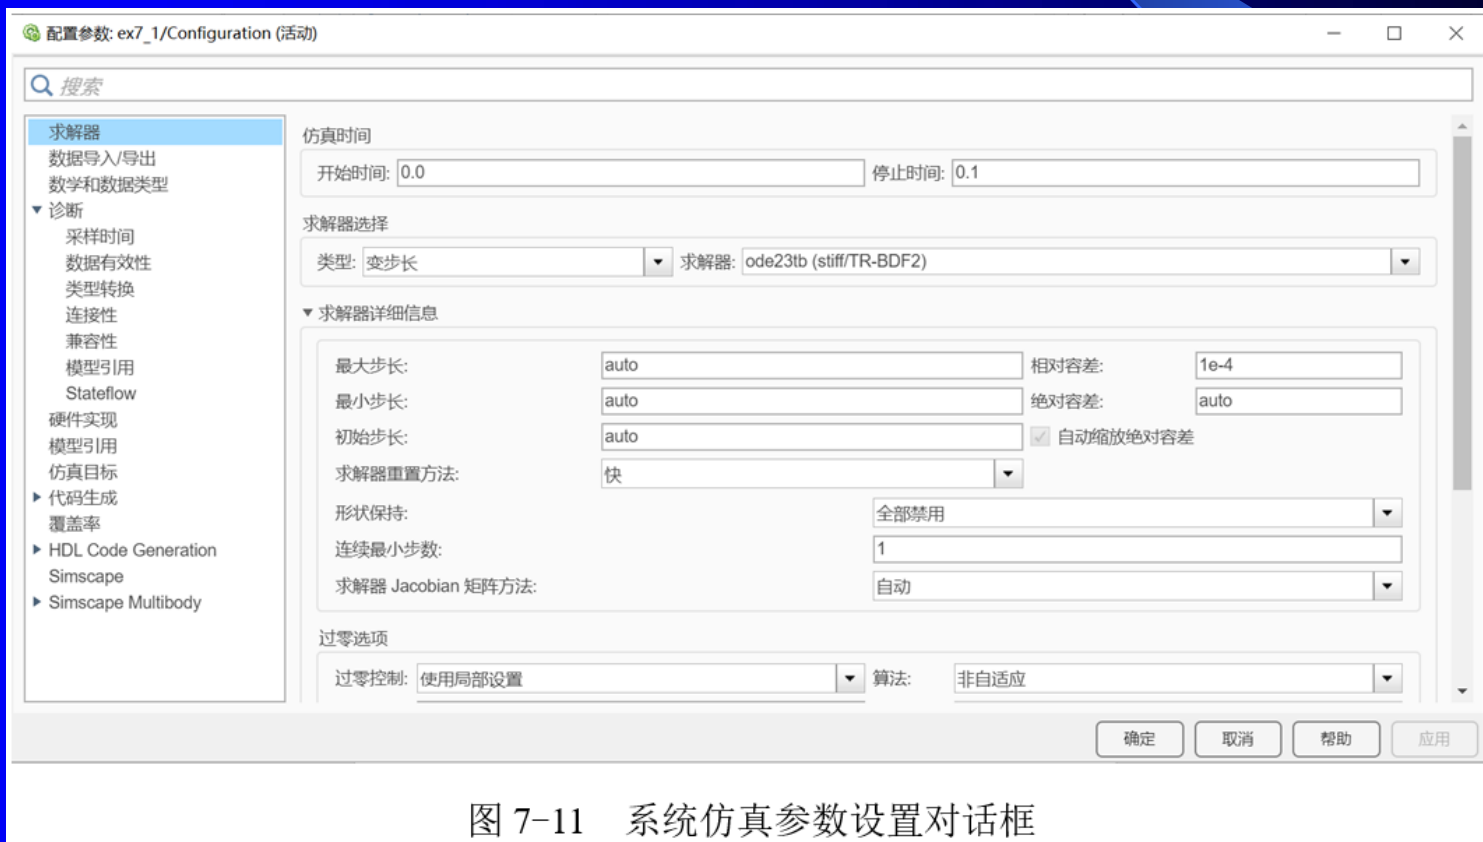 配置参数: ex7_1/Configuration (活动)
搜索
求解器
数据导入/导出
数学和数据类型
诊断
采样时间
数据有效性
类型转换
连接性
兼容性
模型引用
Stateflow
硬件实现
模型引用
仿真目标
代码生成
覆盖率
HDL Code Generation
Simscape
Simscape Multibody
仿真时间
开始时间: 0.0 停止时间: 0.1
求解器选择
类型: 变步长 求解器: ode23tb (stiff/TR-BDF2)
求解器详细信息
最大步长: auto 相对容差: 1e-4
最小步长: auto 绝对容差: auto
初始步长: auto 自动缩放绝对容差
求解器重置方法: 快
形状保持: 全部禁用
连续最小步数: 1
求解器 Jacobian 矩阵方法: 自动
过零选项
过零控制: 使用局部设置 算法: 非自适应
确定 取消 帮助 应用
图 7-11 系统仿真参数设置对话框